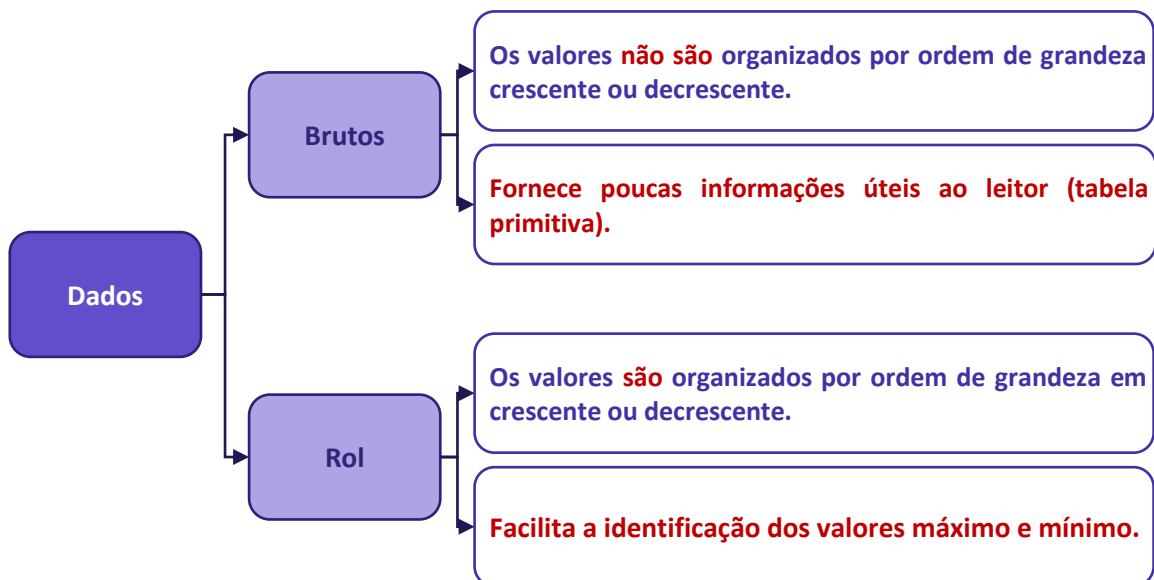 Os valores não são organizados por ordem de grandeza
crescente ou decrescente.
Brutos
Fornece poucas informações úteis ao leitor (tabela
primitiva).
Dados
Os valores são organizados por ordem de grandeza em
crescente ou decrescente.
Rol
Facilita a identificação dos valores máximo e mínimo.